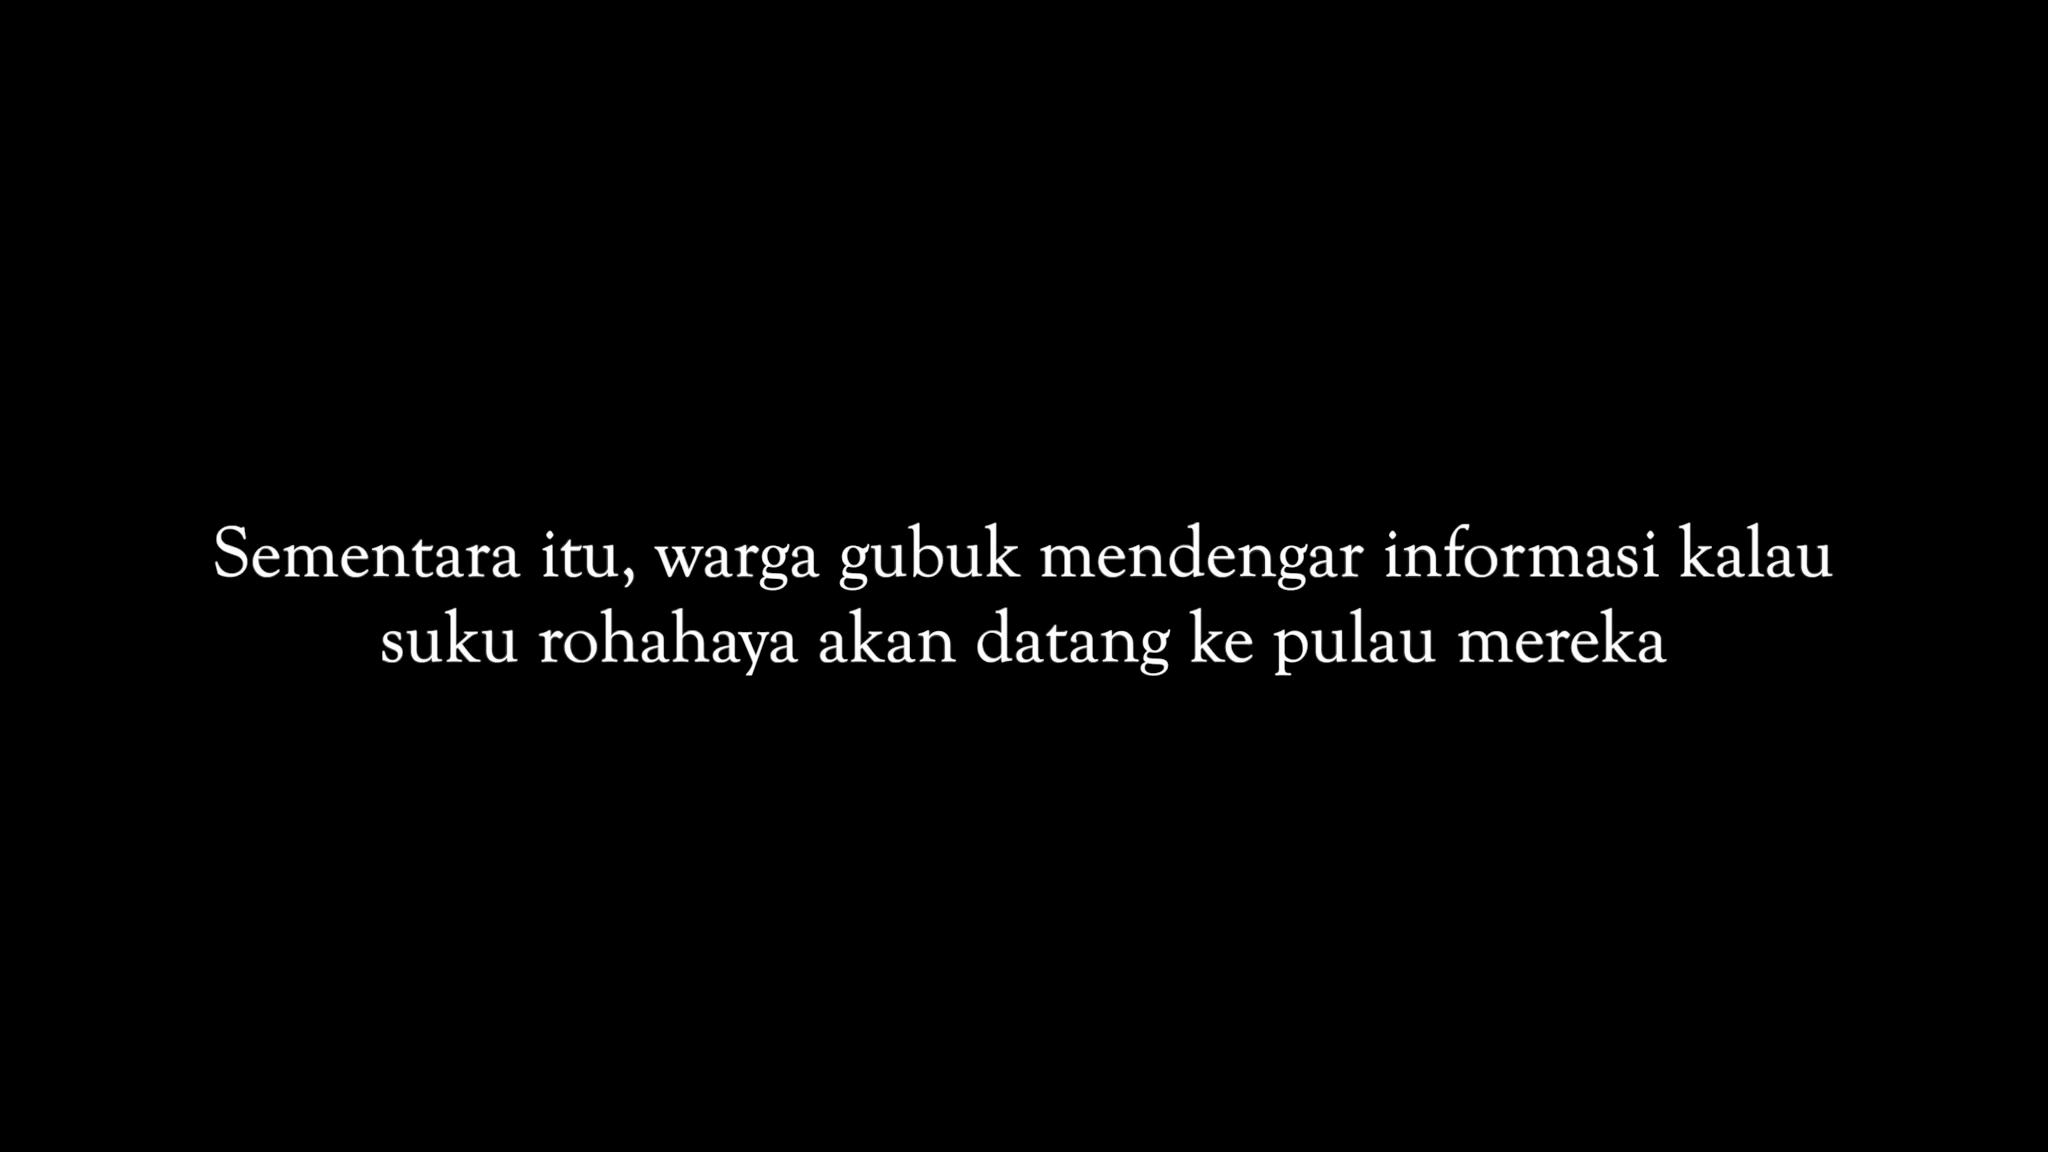 Sementara itu, warga gubuk mendengar informasi kalau
suku rohahaya akan datang ke pulau mereka